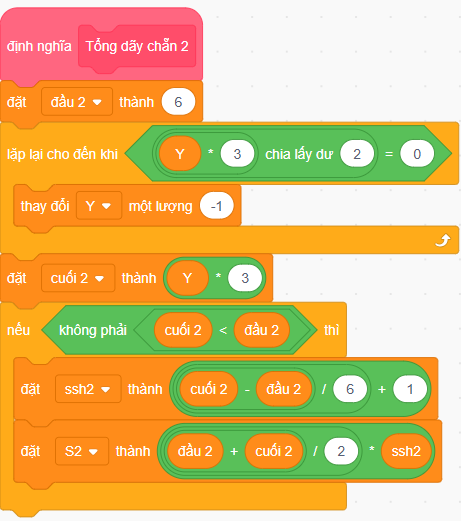 định nghĩa Tổng dãy chẵn 2
đặt đầu 2 thành 6
lặp lại cho đến khi Y * 3 chia lấy dư 2 = 0
thay đổi Y một lượng -1
đặt cuối 2 thành Y * 3
nếu không phải cuối 2 < đầu 2 thì
đặt ssh2 thành cuối 2 - đầu 2 / 6 + 1
đặt S2 thành đầu 2 + cuối 2 / 2 * ssh2